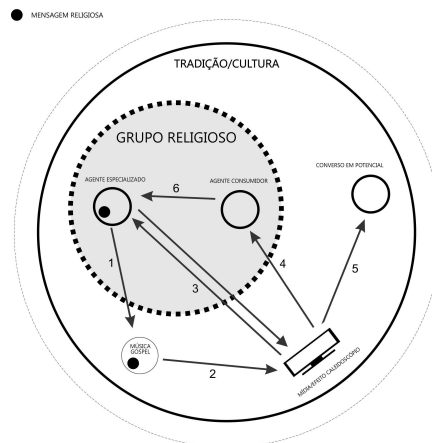 MENSAGEM RELIGIOSA
TRADIÇÃO/CULTURA
GRUPO RELIGIOSO
CONVERSO EM POTENCIAL
AGENTE ESPECIALIZADO
AGENTE CONSUMIDOR
6
1
3
4
5
MÚSICA
GOSPEL
2
MÍDIA/EFEITO CALEIDOSCÓPIO